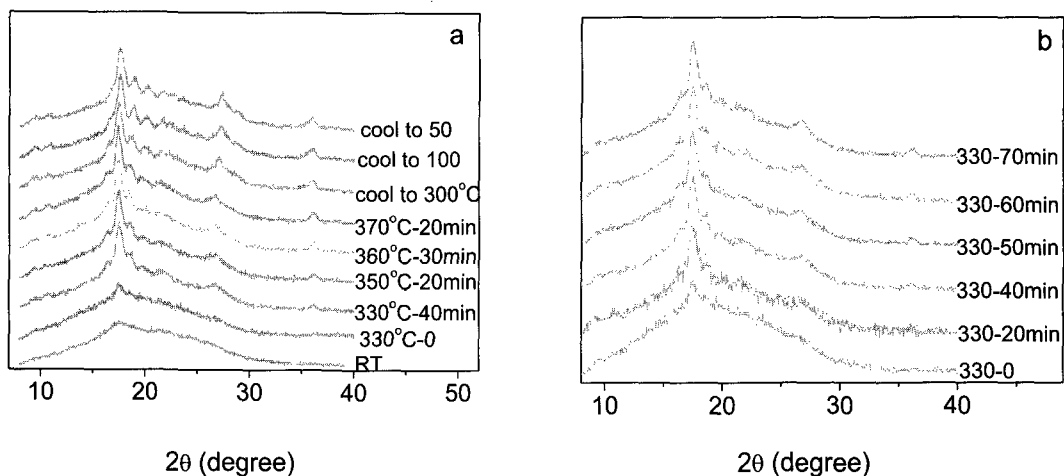 a
cool to 50
cool to 100
cool to 300°C
370°C-20min
360°C-30min
350°C-20min
330°C-40min
330°C-0
RT
10 20 30 40 50
2θ (degree)
b
330-70min
330-60min
330-50min
330-40min
330-20min
330-0
10 20 30 40
2θ (degree)